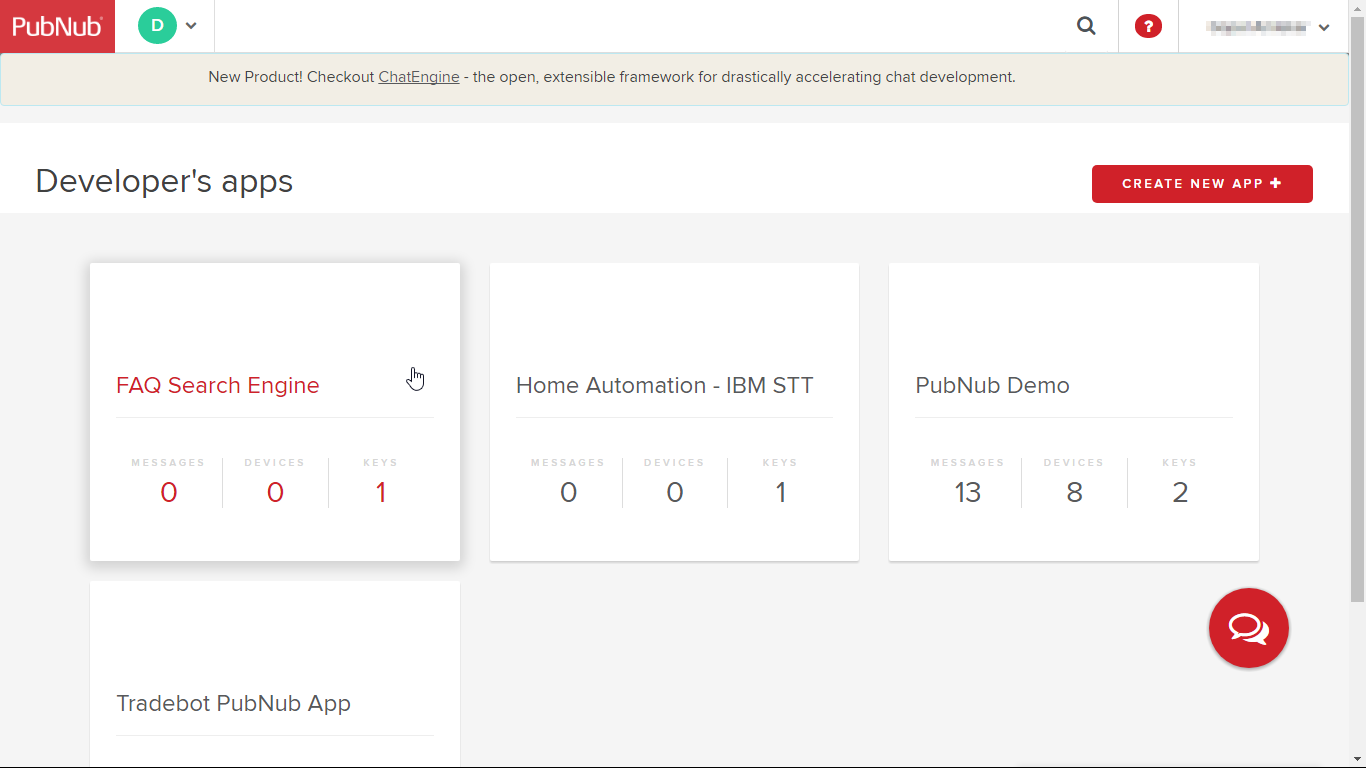 PubNub
D
?
New Product! Checkout ChatEngine - the open, extensible framework for drastically accelerating chat development.
Developer's apps
CREATE NEW APP +
FAQ Search Engine
MESSAGES DEVICES KEYS
0 0 1
Home Automation - IBM STT
MESSAGES DEVICES KEYS
0 0 1
PubNub Demo
MESSAGES DEVICES KEYS
13 8 2
Tradebot PubNub App